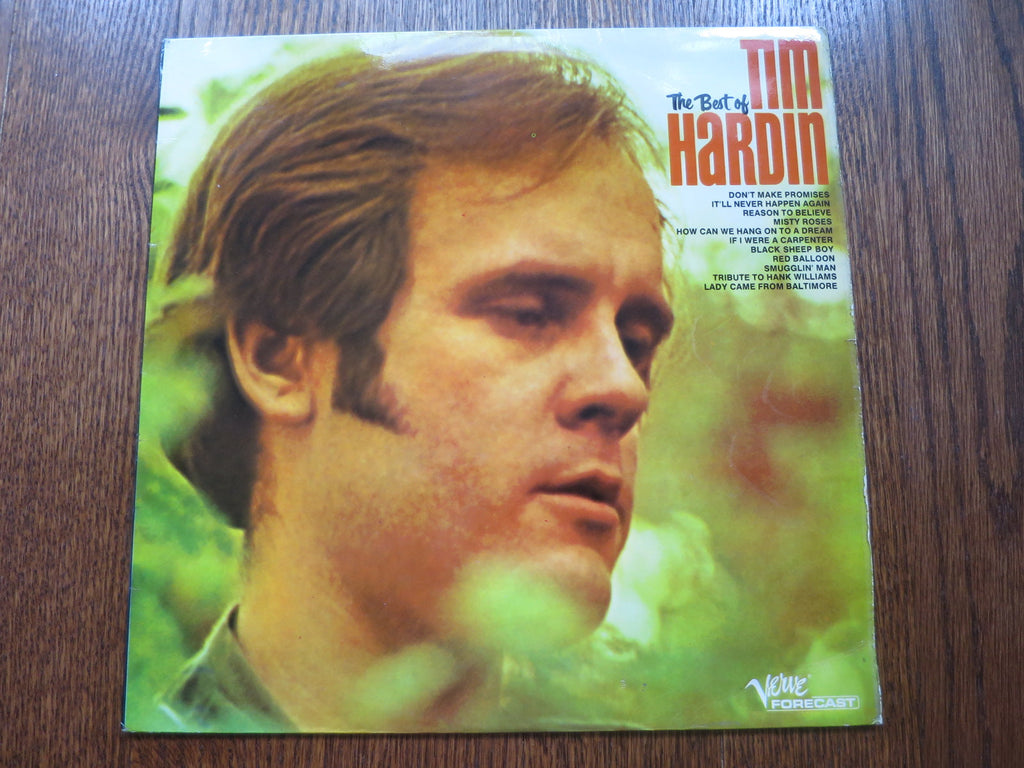 TIM
The Best of
HARDIN
DON'T MAKE PROMISES
IT'LL NEVER HAPPEN AGAIN
REASON TO BELIEVE
MISTY ROSES
HOW CAN WE HANG ON TO A DREAM
IF I WERE A CARPENTER
BLACK SHEEP BOY
RED BALLOON
SMUGGLIN' MAN
TRIBUTE TO HANK WILLIAMS
LADY CAME FROM BALTIMORE
Verve
FORECAST